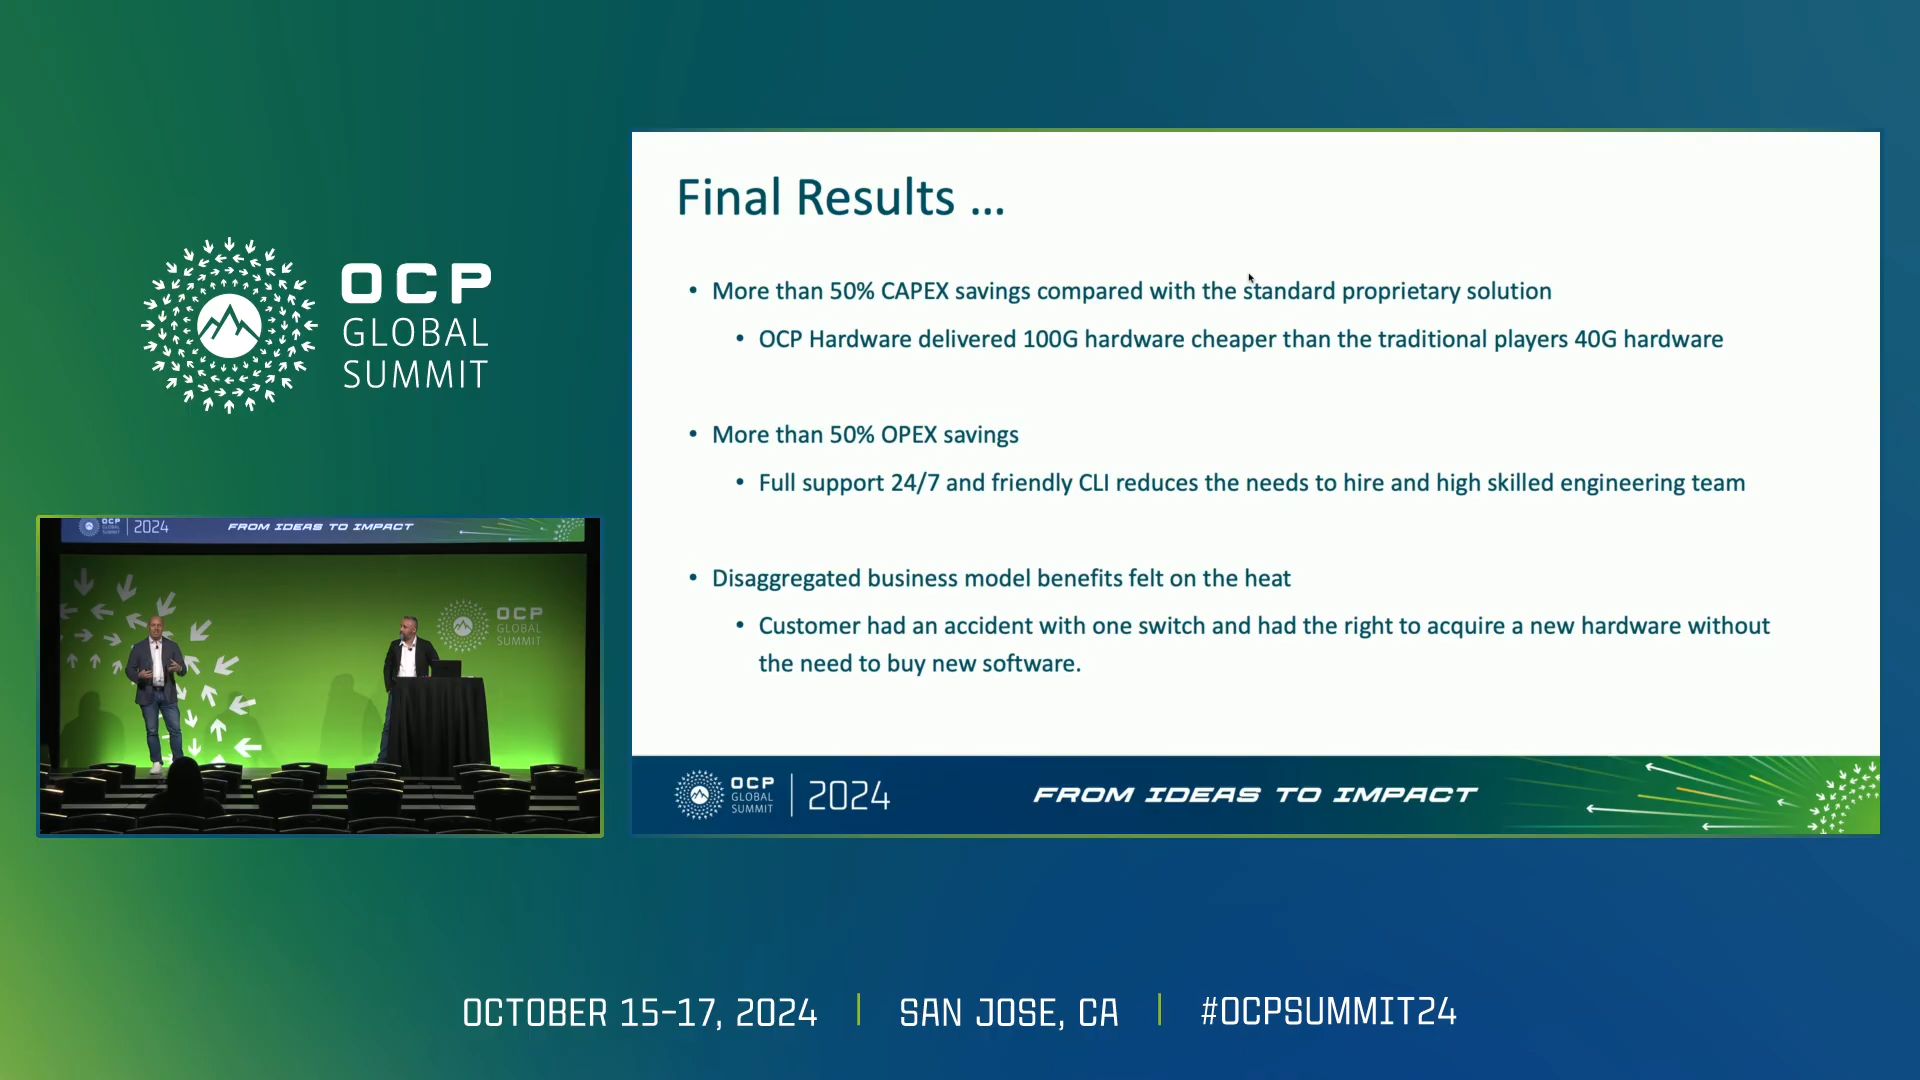 OCP
GLOBAL
SUMMIT
OCP
GLOBAL
SUMMIT
2024
FROM IDEAS TO IMPACT
OCP
GLOBAL
SUMMIT
Final Results ...
• More than 50% CAPEX savings compared with the standard proprietary solution
• OCP Hardware delivered 100G hardware cheaper than the traditional players 40G hardware
• More than 50% OPEX savings
• Full support 24/7 and friendly CLI reduces the needs to hire and high skilled engineering team
• Disaggregated business model benefits felt on the heat
• Customer had an accident with one switch and had the right to acquire a new hardware without
the need to buy new software.
OCP
GLOBAL
SUMMIT
2024
FROM IDEAS TO IMPACT
OCTOBER 15-17, 2024 | SAN JOSE, CA | #OCPSUMMIT24